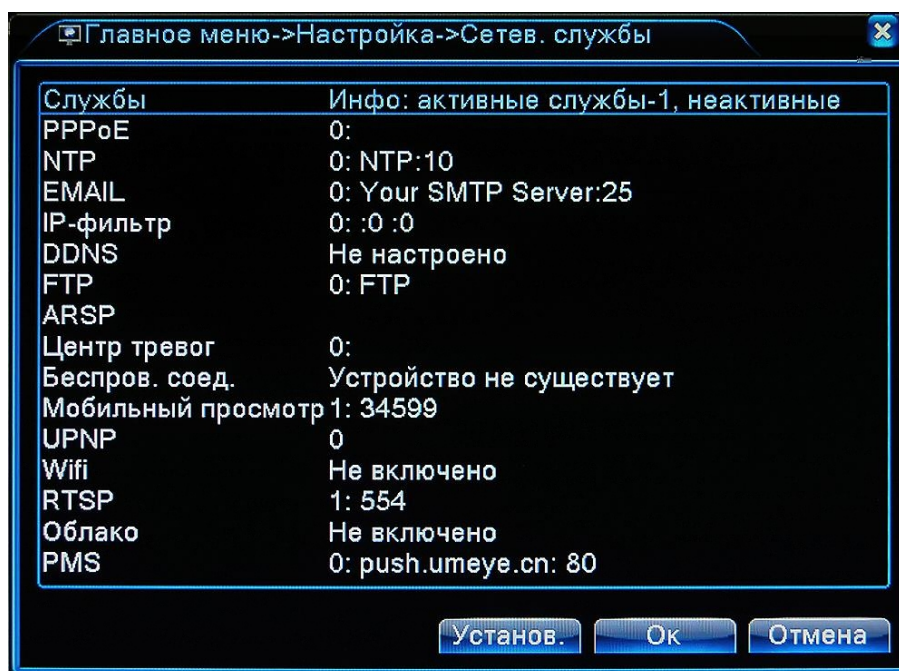 Главное меню->Настройка->Сетев. службы
Службы Инфо: активные службы-1, неактивные
PPPoE 0:
NTP 0: NTP:10
EMAIL 0: Your SMTP Server:25
IP-фильтр 0: :0 :0
DDNS Не настроено
FTP 0: FTP
ARSP
Центр тревог 0:
Беспров. соед. Устройство не существует
Мобильный просмотр 1: 34599
UPNP 0
Wifi Не включено
RTSP 1: 554
Облако Не включено
PMS 0: push.umeye.cn: 80
Установ. Ок Отмена